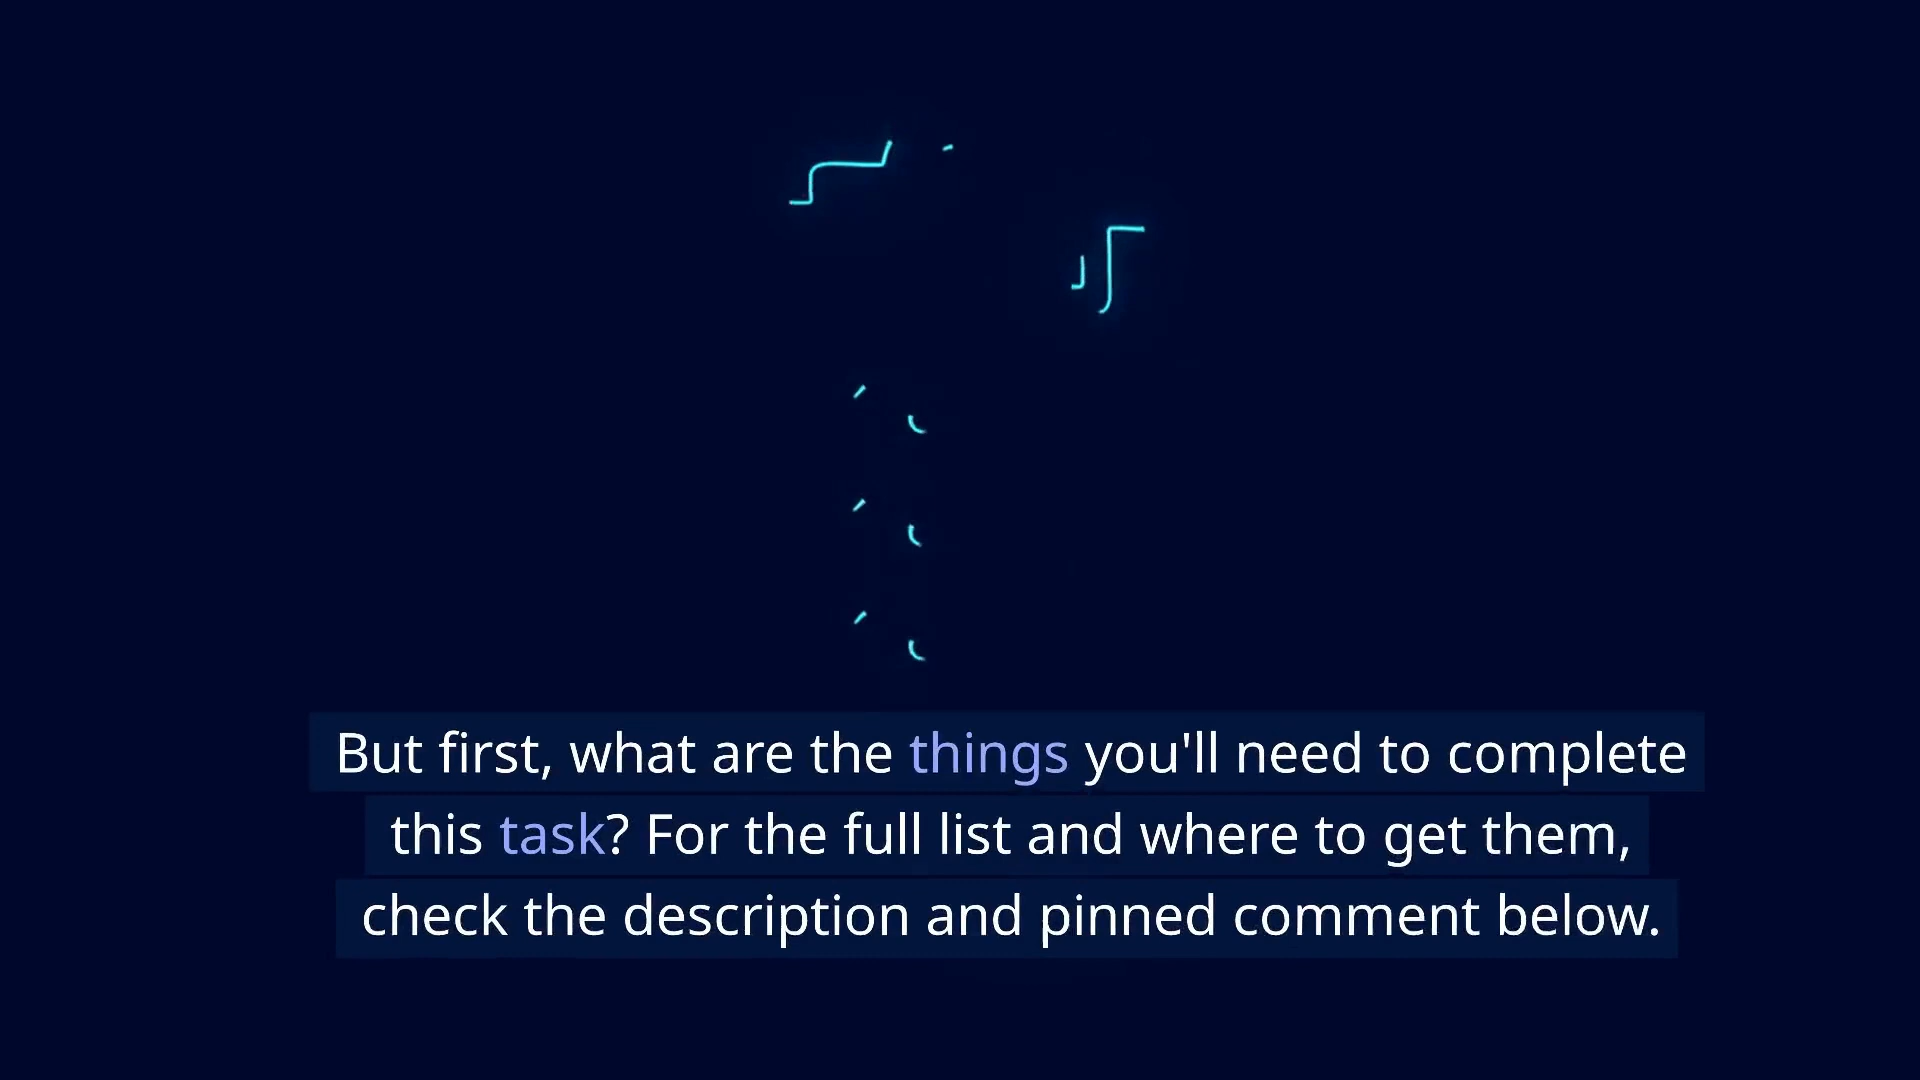 But first, what are the things you'll need to complete
this task? For the full list and where to get them,
check the description and pinned comment below.